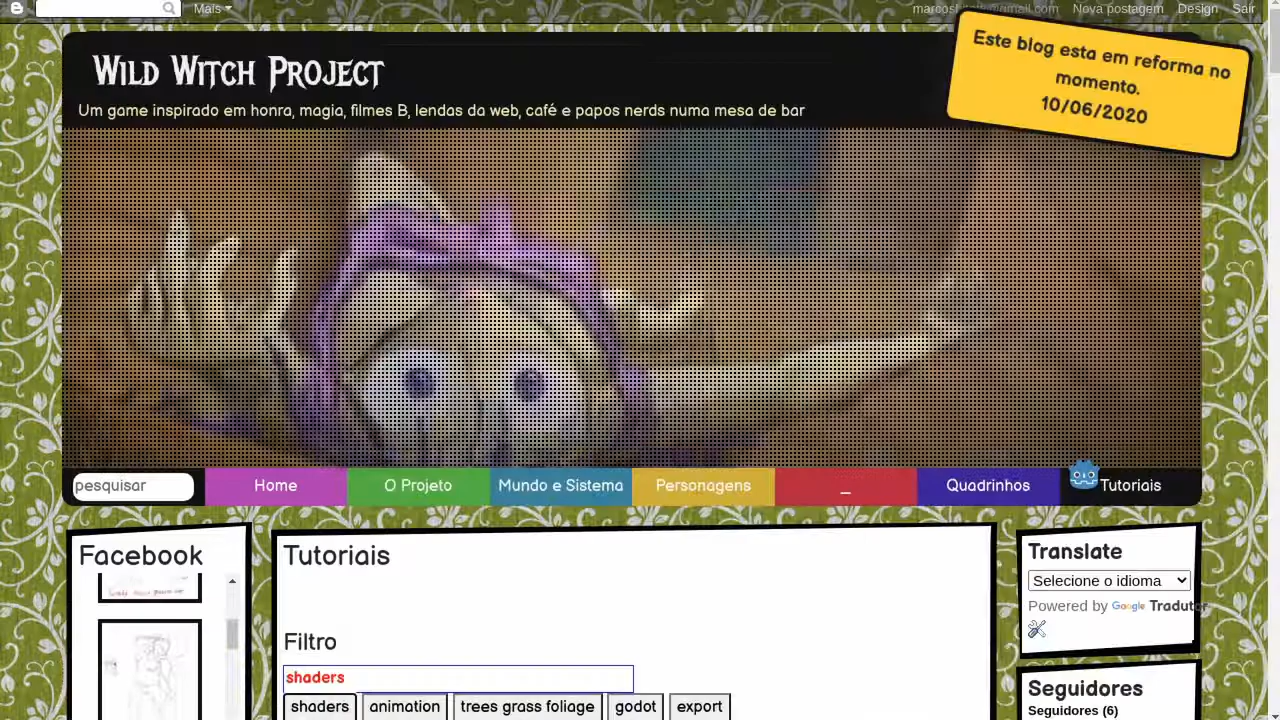 Mais
Nova postagem
Design
Sair
Este blog esta em reforma no
momento.
10/06/2020
Wild Witch Project
Um game inspirado em honra, magia, filmes B, lendas da web, café e papos nerds numa mesa de bar
pesquisar
Home
O Projeto
Mundo e Sistema
Personagens
_
Quadrinhos
Tutoriais
Facebook
Tutoriais
Filtro
shaders
shaders
animation
trees grass foliage
godot
export
Translate
Selecione o idioma
Powered by Google Tradutor
Seguidores
Seguidores (6)